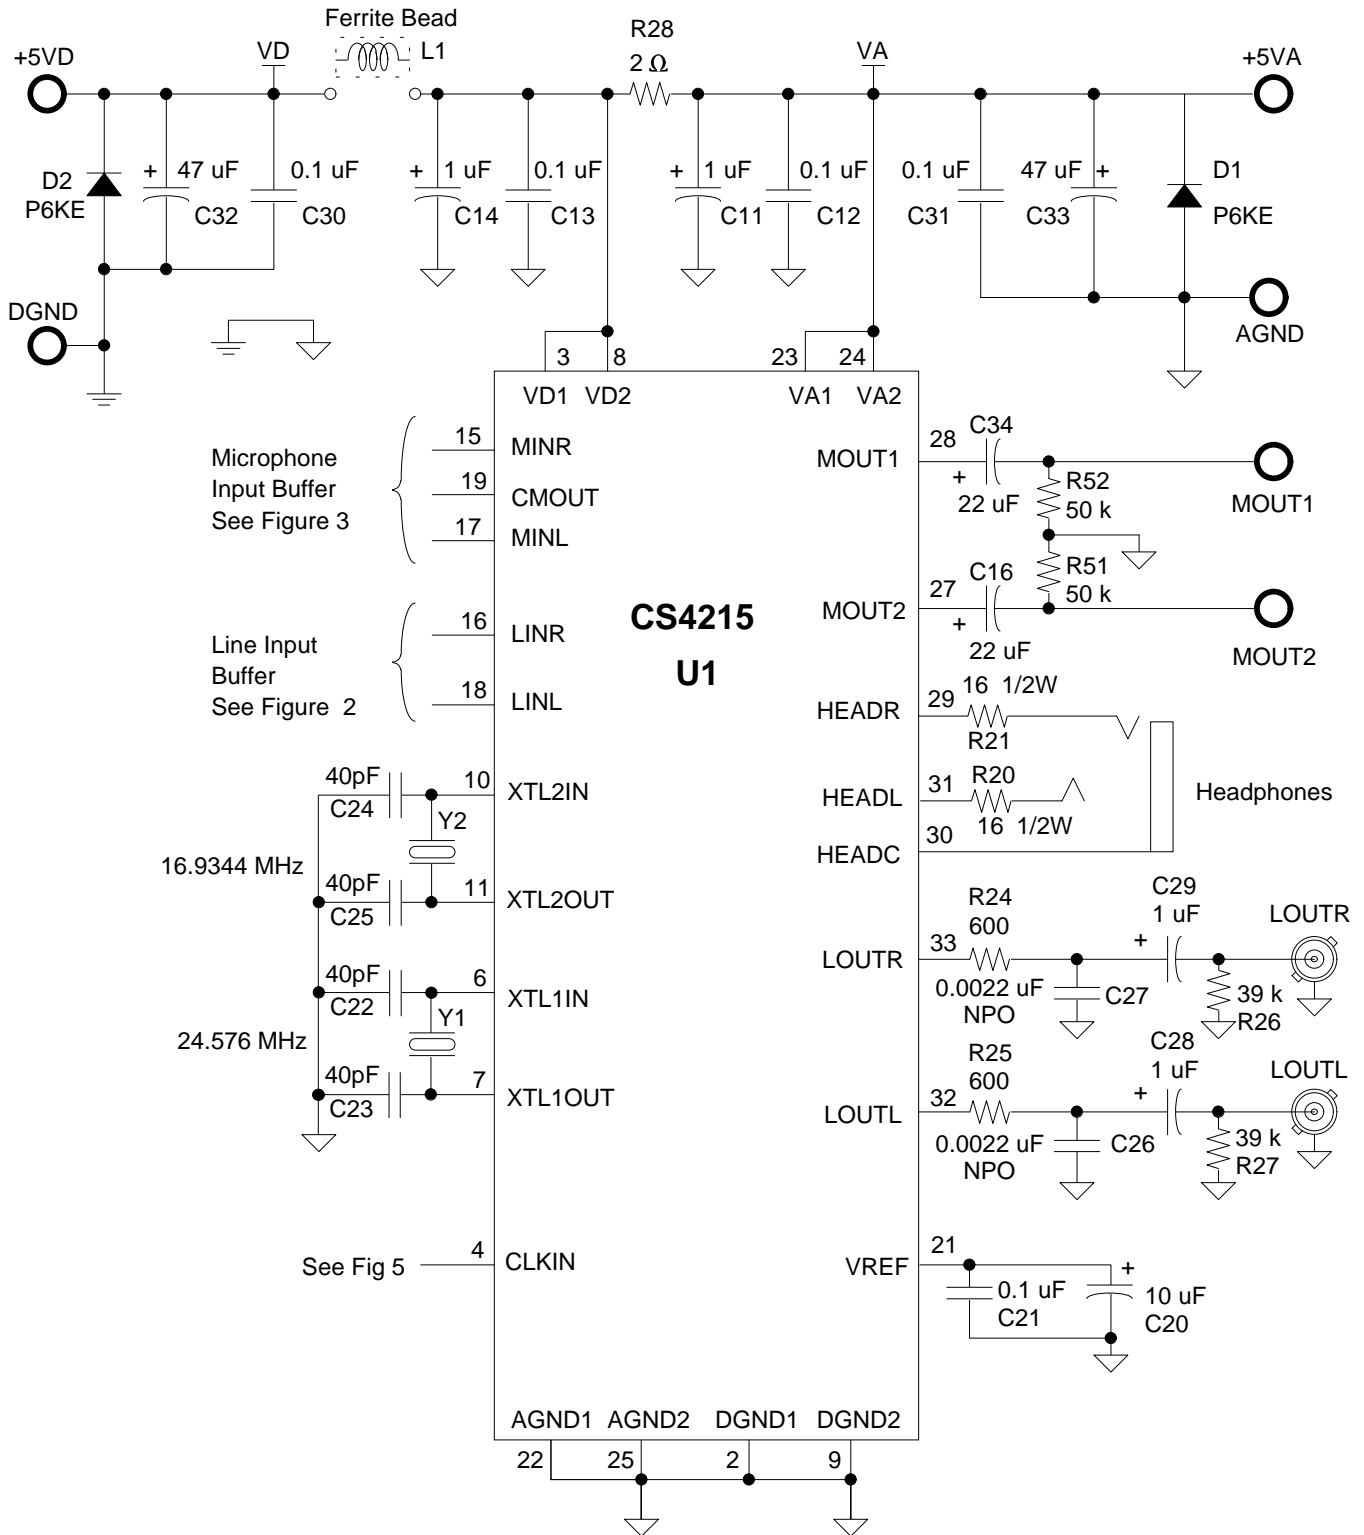 Ferrite Bead
L1
R28
2 Ω
+5VD
VD
VA
+5VA
D2
P6KE
+ 47 uF
C32
0.1 uF
C30
+ 1 uF
C14
0.1 uF
C13
+ 1 uF
C11
0.1 uF
C12
0.1 uF
C31
47 uF +
C33
D1
P6KE
DGND
AGND
3
8
23
24
VD1
VD2
VA1
VA2
Microphone
Input Buffer
See Figure 3
15
MINR
19
CMOUT
17
MINL
Line Input
Buffer
See Figure 2
16
LINR
18
LINL
CS4215
U1
MOUT1
28
C34
+
22 uF
R52
50 k
MOUT1
R51
50 k
MOUT2
27
C16
+
22 uF
MOUT2
HEADR
29
16 1/2W
R21
HEADL
31
R20
16 1/2W
HEADC
30
Headphones
40pF
C24
10
XTL2IN
Y2
16.9344 MHz
40pF
C25
11
XTL2OUT
40pF
C22
6
XTL1IN
Y1
24.576 MHz
40pF
C23
7
XTL1OUT
LOUTR
33
R24
600
0.0022 uF
NPO
C27
C29
1 uF
+
39 k
R26
LOUTR
LOUTL
32
R25
600
0.0022 uF
NPO
C26
C28
1 uF
+
39 k
R27
LOUTL
See Fig 5
4
CLKIN
VREF
21
0.1 uF
C21
+
10 uF
C20
AGND1
AGND2
DGND1
DGND2
22
25
2
9